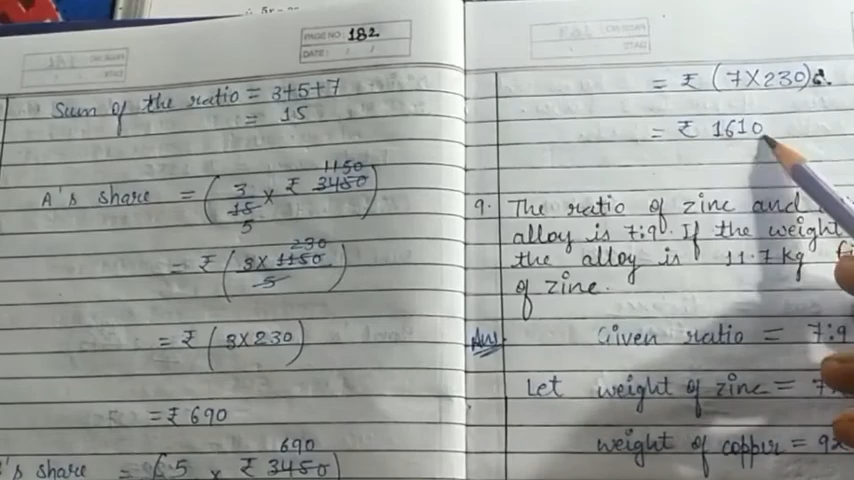 PAGE NO: 182
DATE: / /
Sum of the ratio = 3+5+7
= 15
A's share = (3/15 × ₹ 3450) 1150
5
= ₹ (3 × 1150 / 5) 230
= ₹ (3×230)
= ₹ 690
's share = (5 × ₹ 3450) 690
= ₹ (7×230)
= ₹ 1610
9. The ratio of zinc and
alloy is 7:9. If the weight
the alloy is 11.7 kg
of zinc.
Ans. Given ratio = 7:9
Let weight of zinc = 7
weight of coppir = 9x